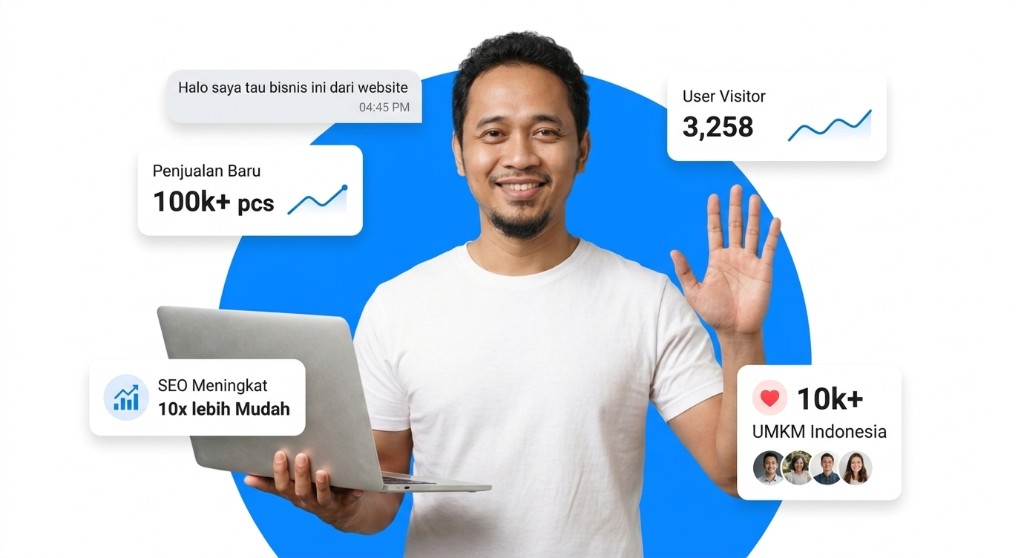 Halo saya tau bisnis ini dari website
04:45 PM
User Visitor
3,258
Penjualan Baru
100k+ pcs
SEO Meningkat
10x lebih Mudah
10k+
UMKM Indonesia